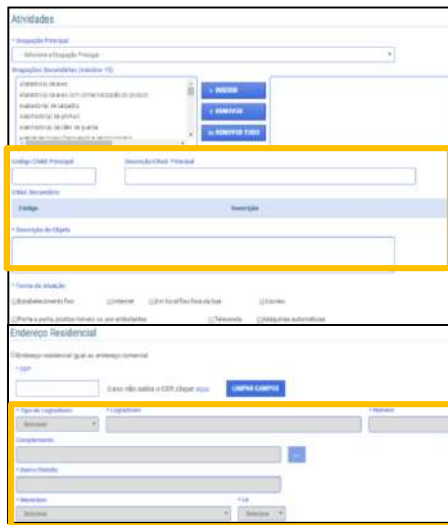 Atividades
* Ocupação Principal
- Selecione a Ocupação Principal -
Ocupações Secundárias (máximo 15)
+ INSERIR
x REMOVER
REMOVER TUDO
Código CNAE Principal Descrição CNAE Principal
CNAE Secundário
Código Descrição
* Descrição do Objeto
* Forma de Atuação
Estabelecimento fixo Internet Em local fixo fora da loja Correio
Porta a porta, postos móveis ou por ambulantes Televenda Máquinas automáticas
Endereço Residencial
Endereço residencial igual ao endereço comercial
* CEP
Caso não saiba o CEP, clique aqui. LIMPAR CAMPOS
* Tipo de Logradouro * Logradouro * Número
Selecione
Complemento
...
* Bairro/Distrito
* Município * UF
Selecione Selecione